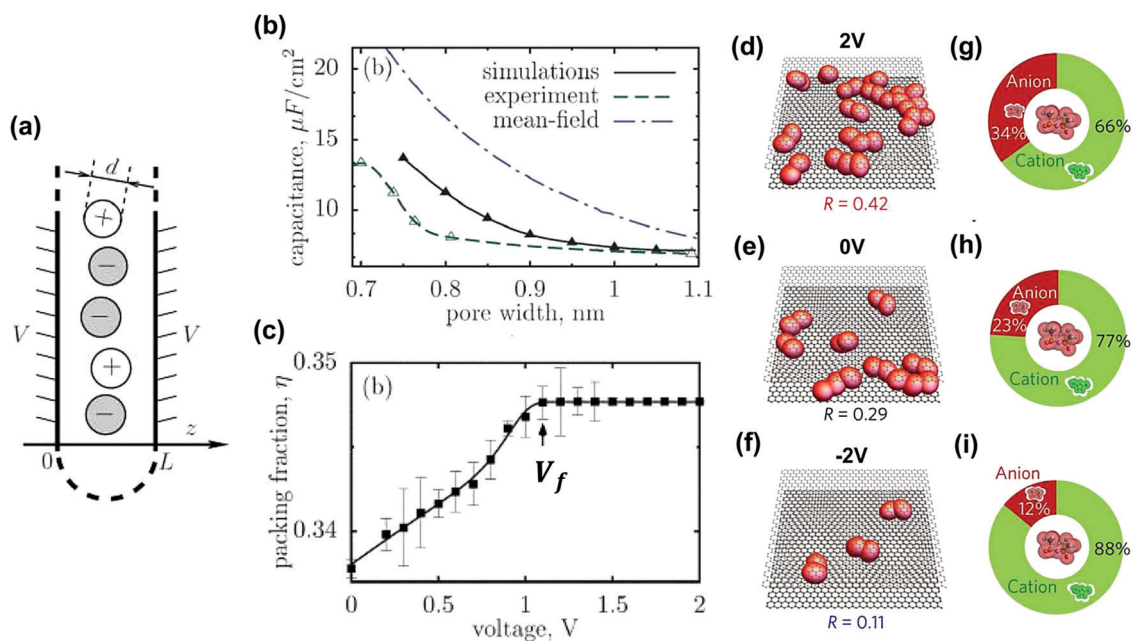 (a)
d
+
−
−
+
−
V
V
z
0
L
(b)
(b)
simulations
experiment
mean-field
capacitance, μF/cm²
20
15
10
0.7
0.8
0.9
1
1.1
pore width, nm
(c)
(b)
packing fraction, η
0.35
0.34
V_f
0
0.5
1
1.5
2
voltage, V
(d)
2V
R = 0.42
(e)
0V
R = 0.29
(f)
-2V
R = 0.11
(g)
Anion
34%
66%
Cation
(h)
Anion
23%
77%
Cation
(i)
Anion
12%
88%
Cation